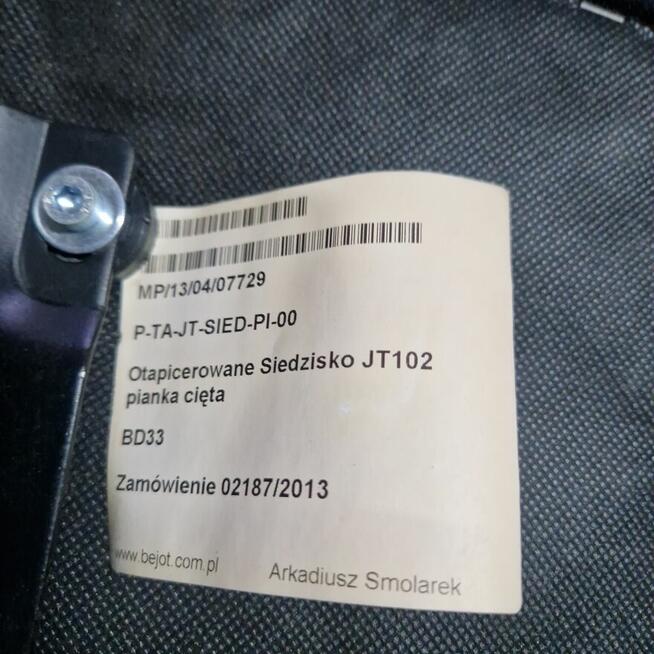 MP/13/04/07729
P-TA-JT-SIED-PI-00
Otapicerowane Siedzisko JT102
pianka cięta
BD33
Zamówienie 02187/2013
www.bejot.com.pl Arkadiusz Smolarek